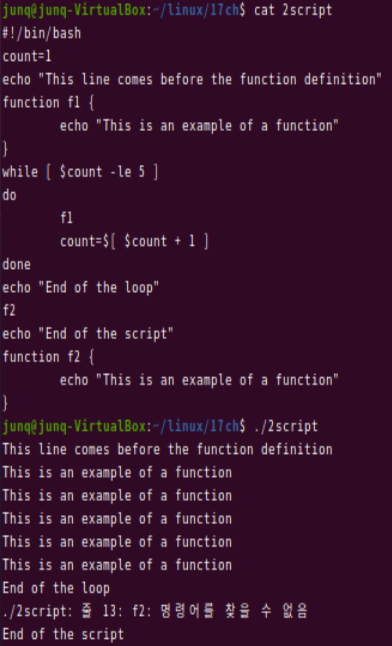 junq@junq-VirtualBox:~/linux/17ch$ cat 2script
#!/bin/bash
count=1
echo "This line comes before the function definition"
function f1 {
        echo "This is an example of a function"
}
while [ $count -le 5 ]
do
        f1
        count=$[ $count + 1 ]
done
echo "End of the loop"
f2
echo "End of the script"
function f2 {
        echo "This is an example of a function"
}
junq@junq-VirtualBox:~/linux/17ch$ ./2script
This line comes before the function definition
This is an example of a function
This is an example of a function
This is an example of a function
This is an example of a function
This is an example of a function
End of the loop
./2script: 줄 13: f2: 명령어를 찾을 수 없음
End of the script